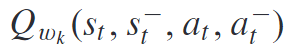 Q_{w_k}(s_t, s_t^-, a_t, a_t^-)